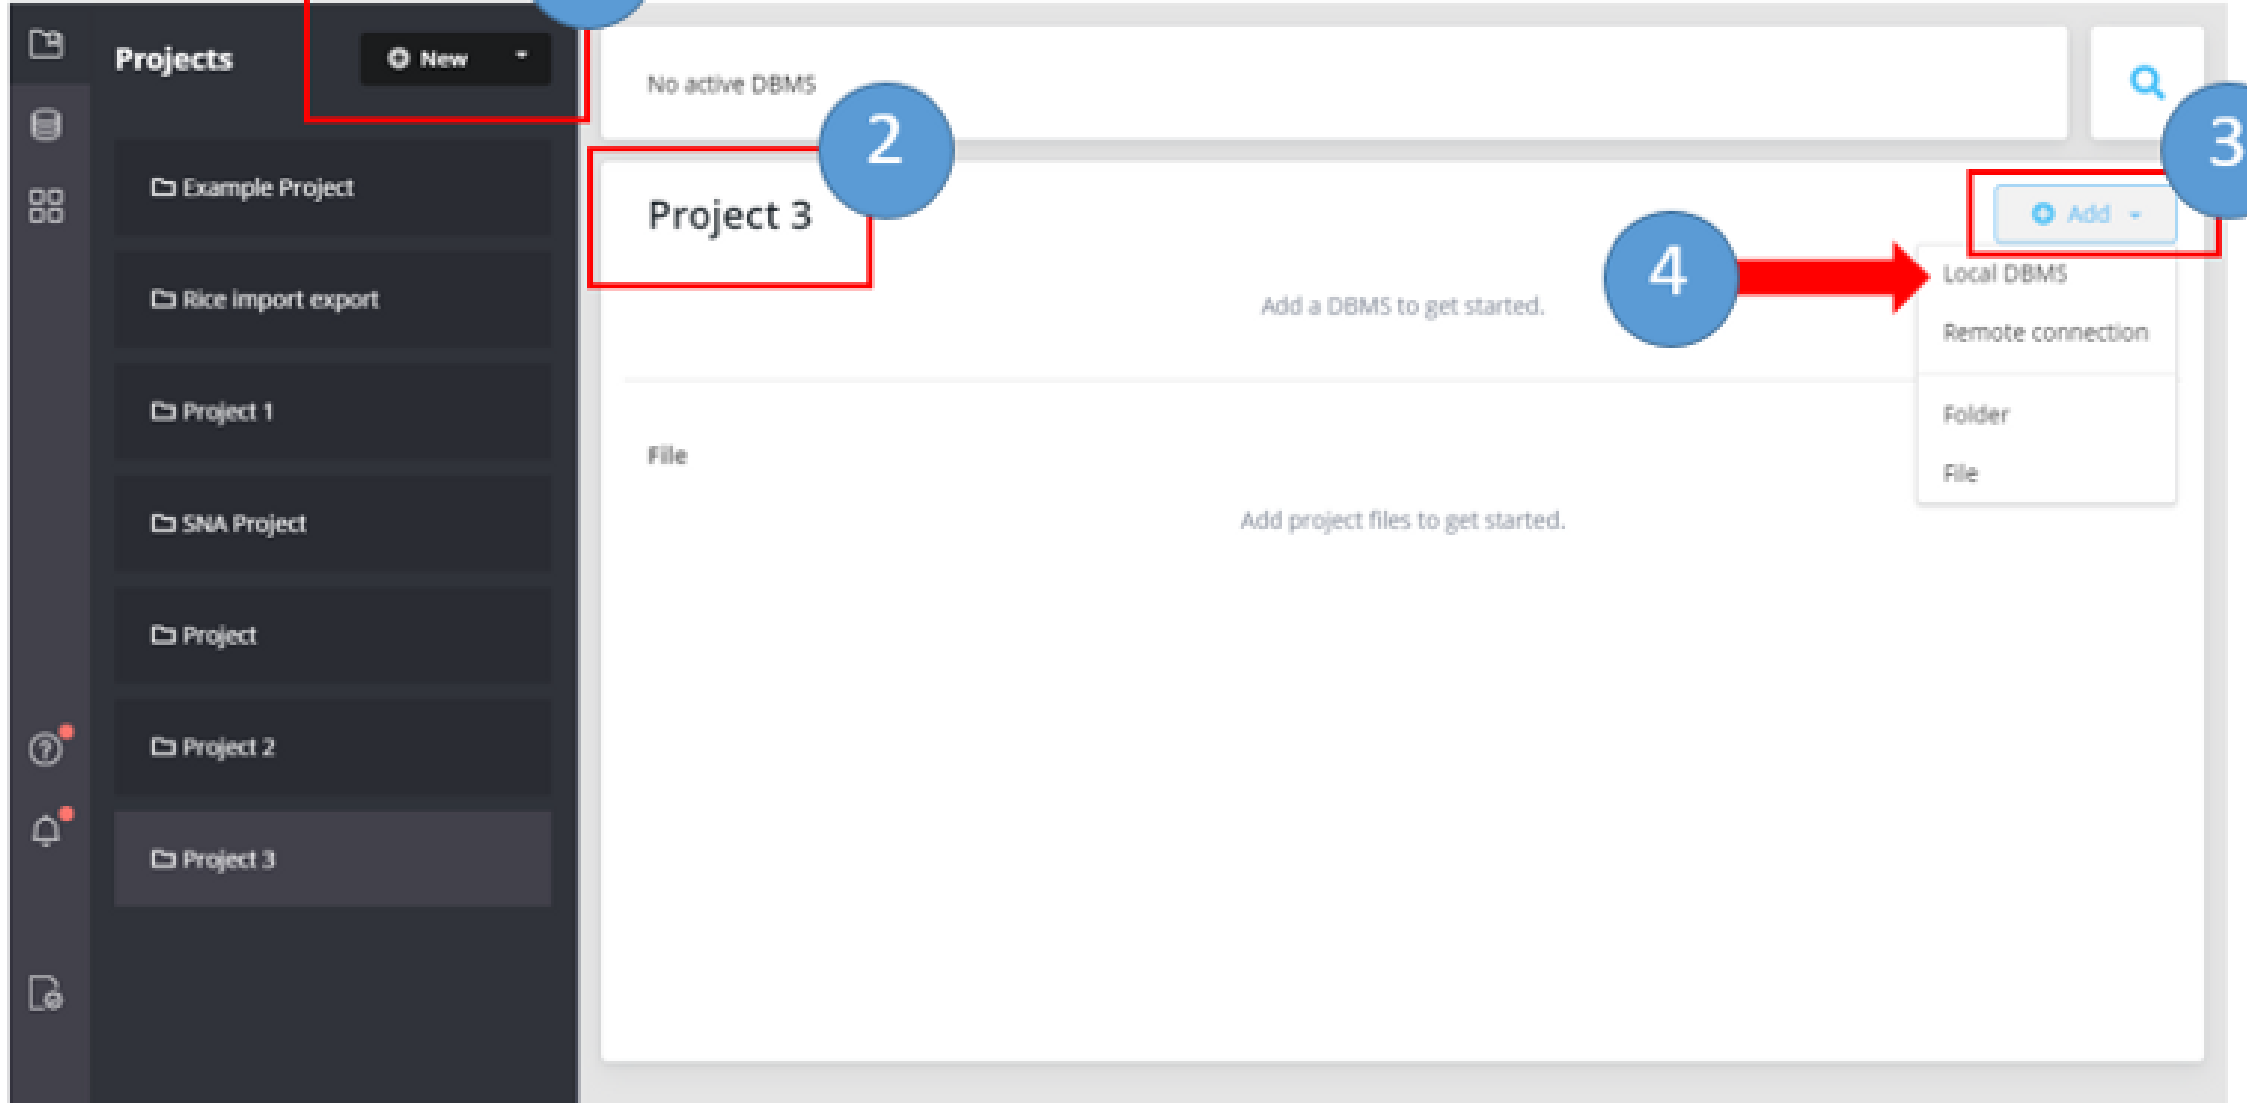 Projects
New
Example Project
Rice import export
Project 1
SNA Project
Project
Project 2
Project 3
No active DBMS
2
3
Project 3
Add
4
Local DBMS
Remote connection
Folder
File
Add a DBMS to get started.
File
Add project files to get started.